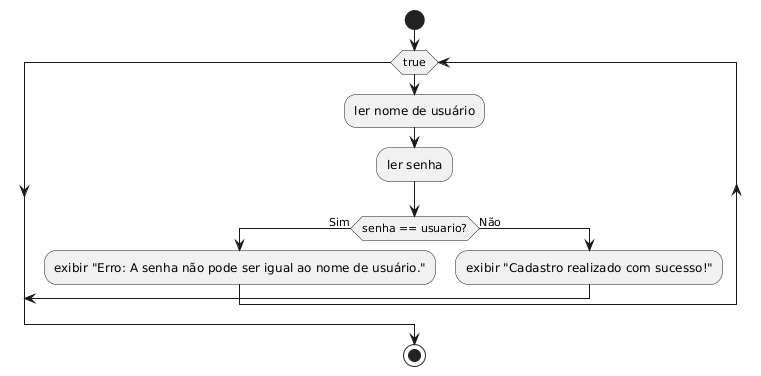 true
ler nome de usuário
ler senha
Sim
senha == usuario?
Não
exibir "Erro: A senha não pode ser igual ao nome de usuário."
exibir "Cadastro realizado com sucesso!"